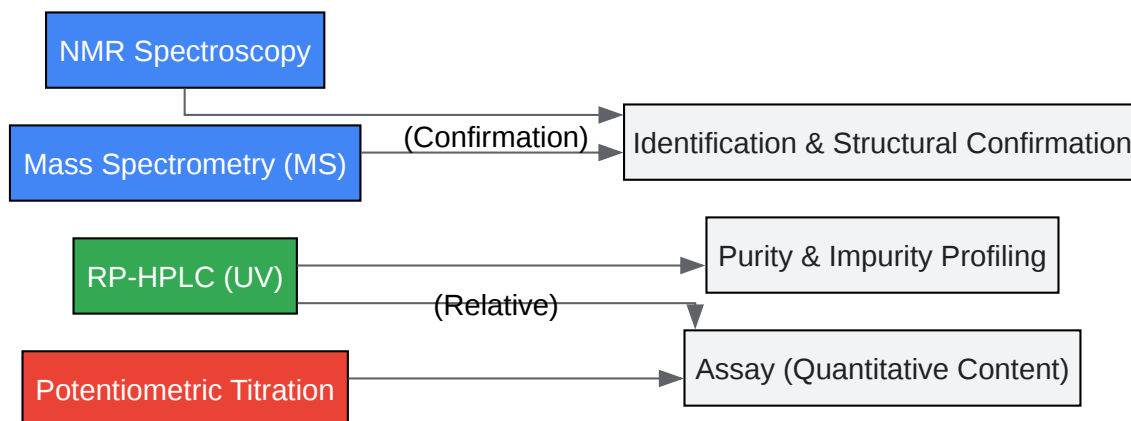 NMR Spectroscopy
Mass Spectrometry (MS)
(Confirmation)
Identification & Structural Confirmation
RP-HPLC (UV)
Purity & Impurity Profiling
(Relative)
Assay (Quantitative Content)
Potentiometric Titration